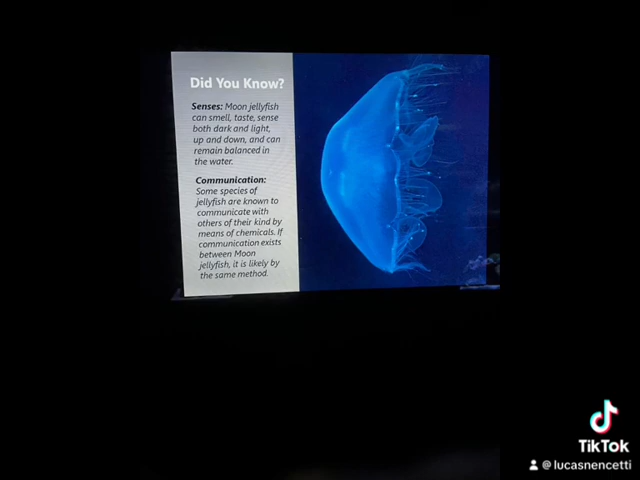 Did You Know?
Senses: Moon jellyfish
can smell, taste, sense
both dark and light,
up and down, and can
remain balanced in
the water.
Communication:
Some species of
jellyfish are known to
communicate with
others of their kind by
means of chemicals. If
communication exists
between Moon
jellyfish, it is likely by
the same method.
TikTok
@lucasnencetti